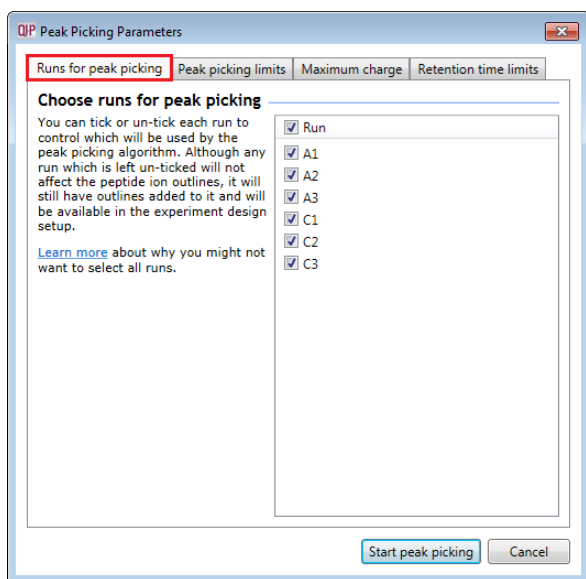 QIP Peak Picking Parameters
Runs for peak picking Peak picking limits Maximum charge Retention time limits
Choose runs for peak picking
You can tick or un-tick each run to
control which will be used by the
peak picking algorithm. Although any
run which is left un-ticked will not
affect the peptide ion outlines, it will
still have outlines added to it and will
be available in the experiment design
setup.
Learn more about why you might not
want to select all runs.
Run
A1
A2
A3
C1
C2
C3
Start peak picking Cancel